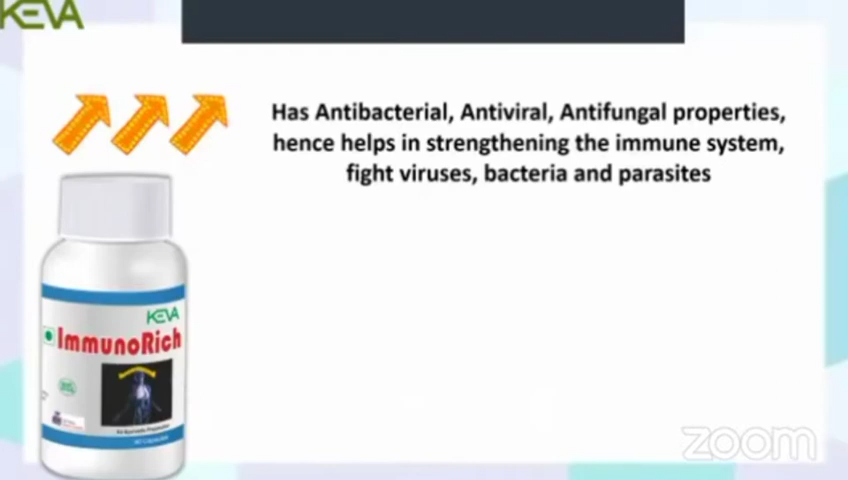 KEVA
Has Antibacterial, Antiviral, Antifungal properties,
hence helps in strengthening the immune system,
fight viruses, bacteria and parasites
KEVA
ImmunoRich
zoom